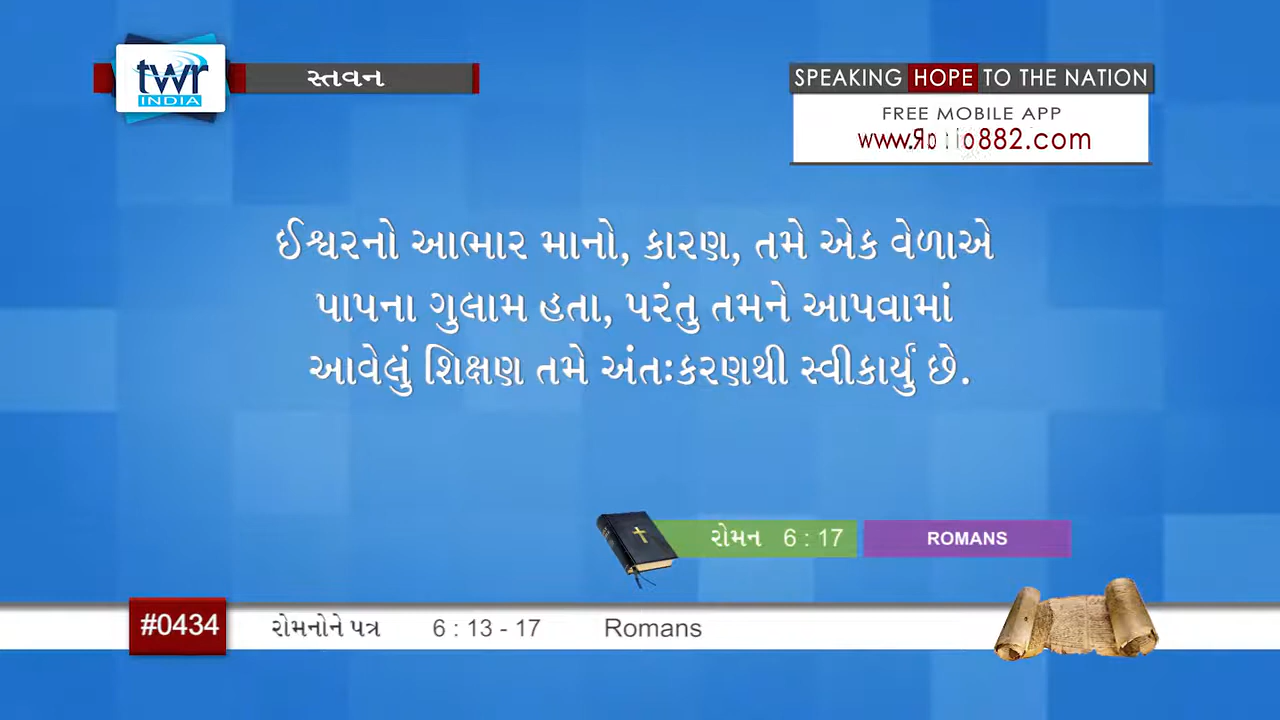 twr
INDIA
સ્તવન
SPEAKING HOPE TO THE NATION
FREE MOBILE APP
ઈશ્વરનો આભાર માનો, કારણ, તમે એક વેળાએ
પાપના ગુલામ હતા, પરંતુ તમને આપવામાં
આવેલું શિક્ષણ તમે અંતઃકરણથી સ્વીકાર્યું છે.
રોમન 6 : 17 ROMANS
#0434 રોમનોને પત્ર 6 : 13 - 17 Romans